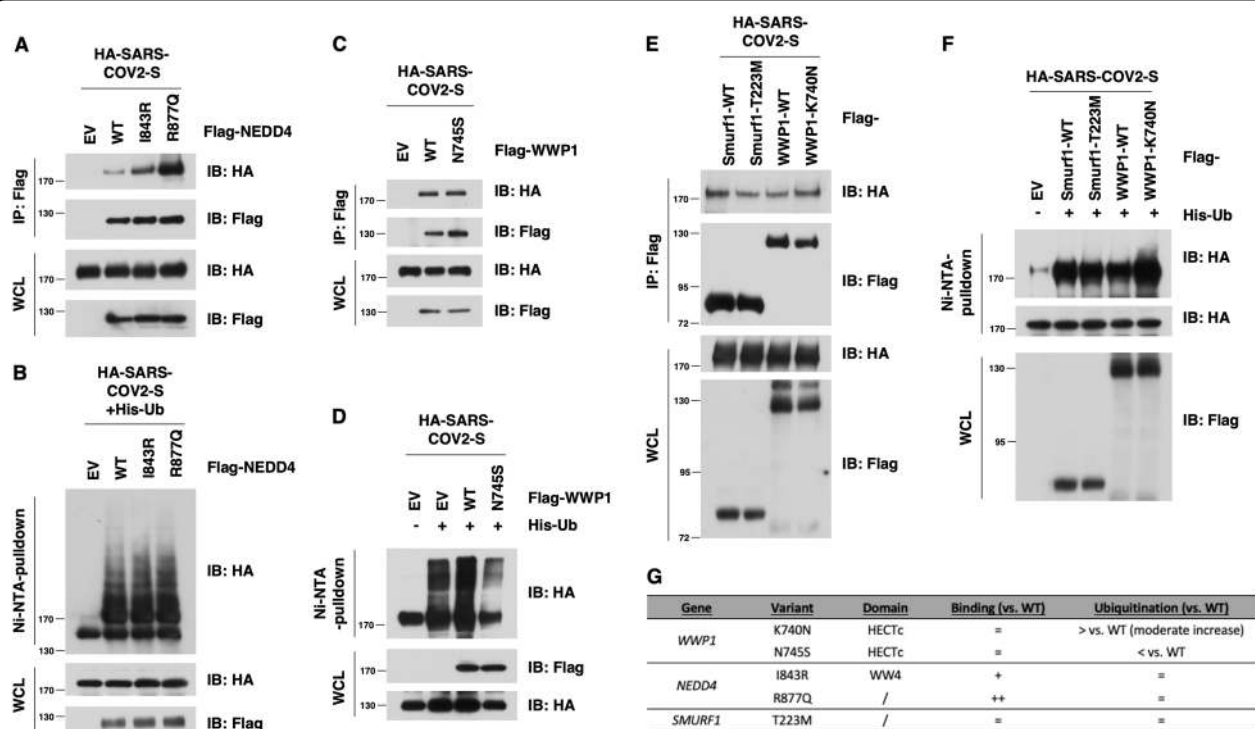 A
HA-SARS-
COV2-S
EV
WT
I843R
R877Q
Flag-NEDD4
IP: Flag
170
IB: HA
130
IB: Flag
WCL
170
IB: HA
130
IB: Flag
B
HA-SARS-
COV2-S
+His-Ub
EV
WT
I843R
R877Q
Flag-NEDD4
Ni-NTA-pulldown
IB: HA
170
130
WCL
170
IB: HA
130
IB: Flag
C
HA-SARS-
COV2-S
EV
WT
N745S
Flag-WWP1
IP: Flag
170
IB: HA
130
IB: Flag
WCL
170
IB: HA
130
IB: Flag
D
HA-SARS-
COV2-S
EV
EV
WT
N745S
Flag-WWP1
- + + + His-Ub
Ni-NTA
-pulldown
IB: HA
170
WCL
170
IB: Flag
130
IB: HA
E
HA-SARS-
COV2-S
Smurf1-WT
Smurf1-T223M
WWP1-WT
WWP1-K740N
Flag-
IP: Flag
170
IB: HA
130
IB: Flag
95
72
WCL
170
IB: HA
130
95
IB: Flag
72
F
HA-SARS-COV2-S
EV
Smurf1-WT
Smurf1-T223M
WWP1-WT
WWP1-K740N
Flag-
- + + + + His-Ub
Ni-NTA-
pulldown
IB: HA
170
IB: HA
170
WCL
130
IB: Flag
95
G
Gene Variant Domain Binding (vs. WT) Ubiquitination (vs. WT)
WWP1 K740N HECTc = > vs. WT (moderate increase)
N745S HECTc = < vs. WT
NEDD4 I843R WW4 + =
R877Q / ++ =
SMURF1 T223M / = =